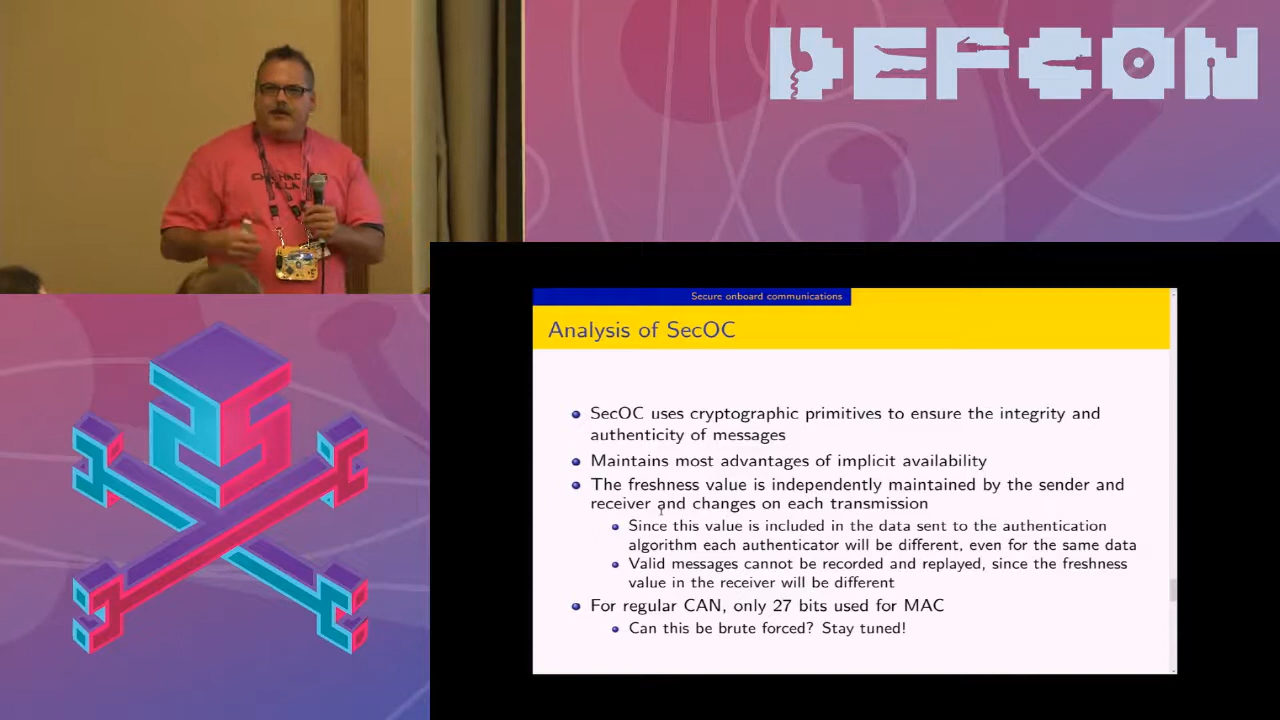 DEFCON
Secure onboard communications
Analysis of SecOC
SecOC uses cryptographic primitives to ensure the integrity and
authenticity of messages
Maintains most advantages of implicit availability
The freshness value is independently maintained by the sender and
receiver and changes on each transmission
Since this value is included in the data sent to the authentication
algorithm each authenticator will be different, even for the same data
Valid messages cannot be recorded and replayed, since the freshness
value in the receiver will be different
For regular CAN, only 27 bits used for MAC
Can this be brute forced? Stay tuned!